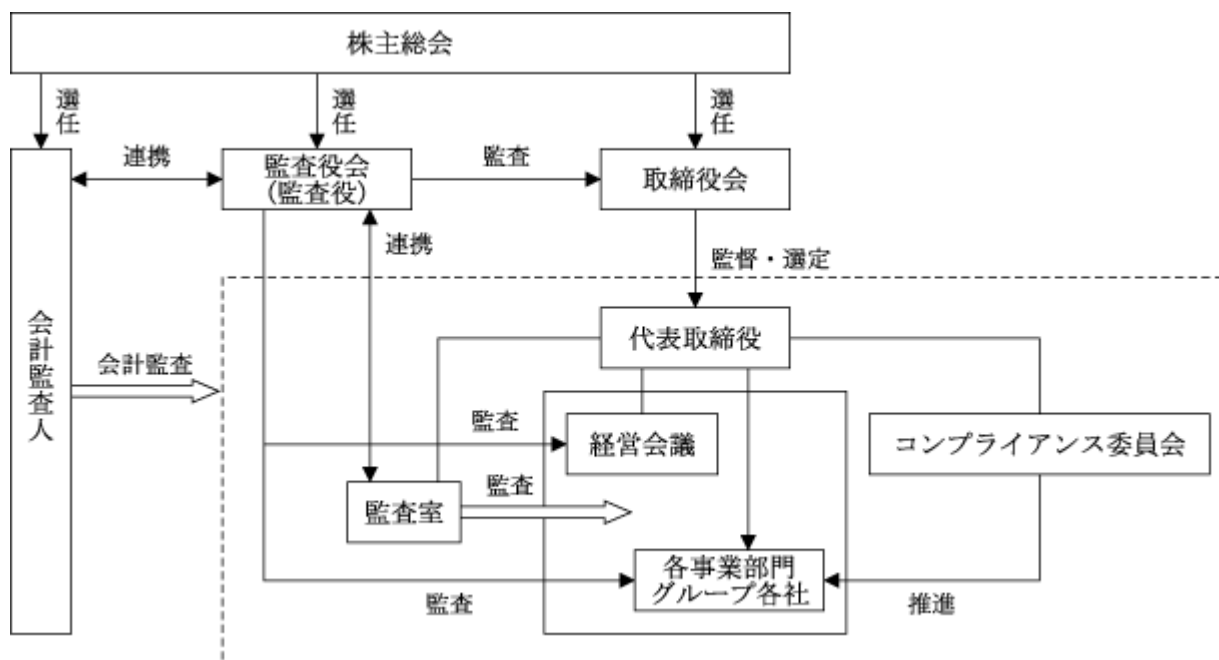 株主総会
選任
選任
選任
連携
監査役会
(監査役)
監査
取締役会
連携
監督・選定
会計監査人
会計監査
代表取締役
監査
経営会議
コンプライアンス委員会
監査
監査室
各事業部門
グループ各社
監査
推進